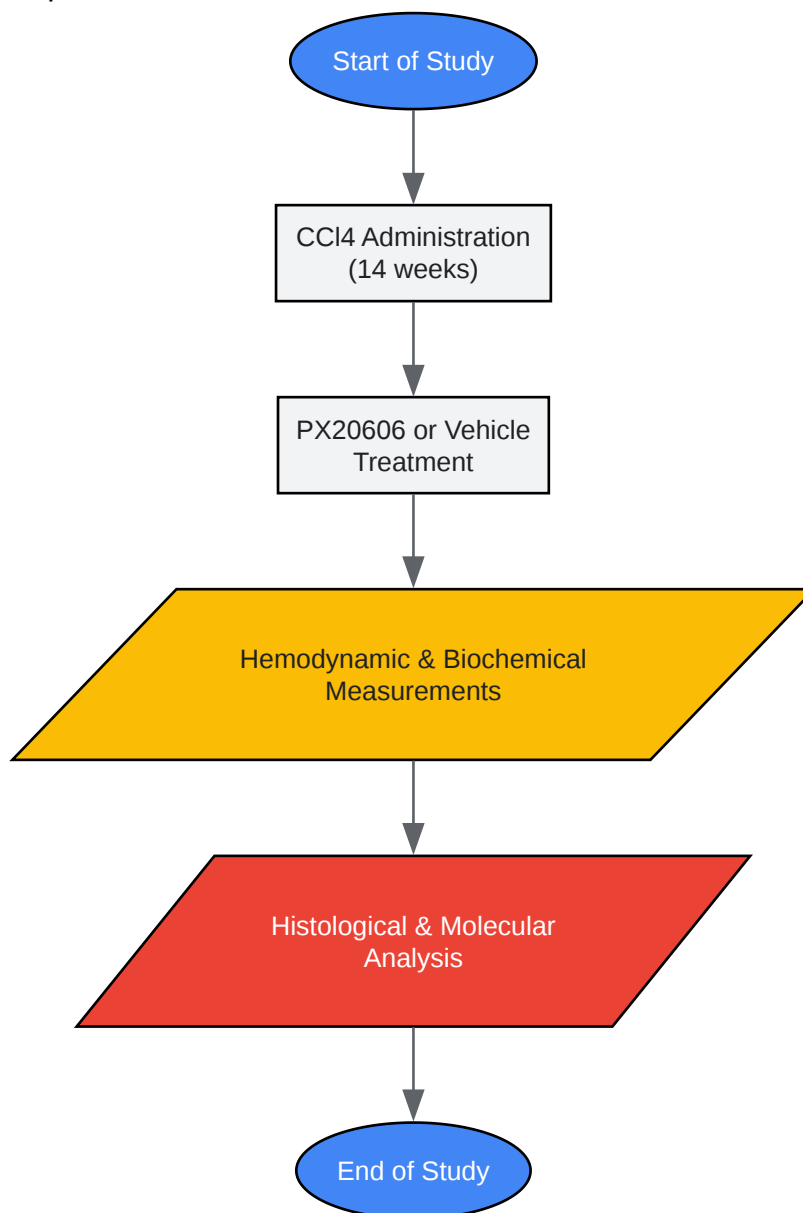 Start of Study
CCl4 Administration
(14 weeks)
PX20606 or Vehicle
Treatment
Hemodynamic & Biochemical
Measurements
Histological & Molecular
Analysis
End of Study